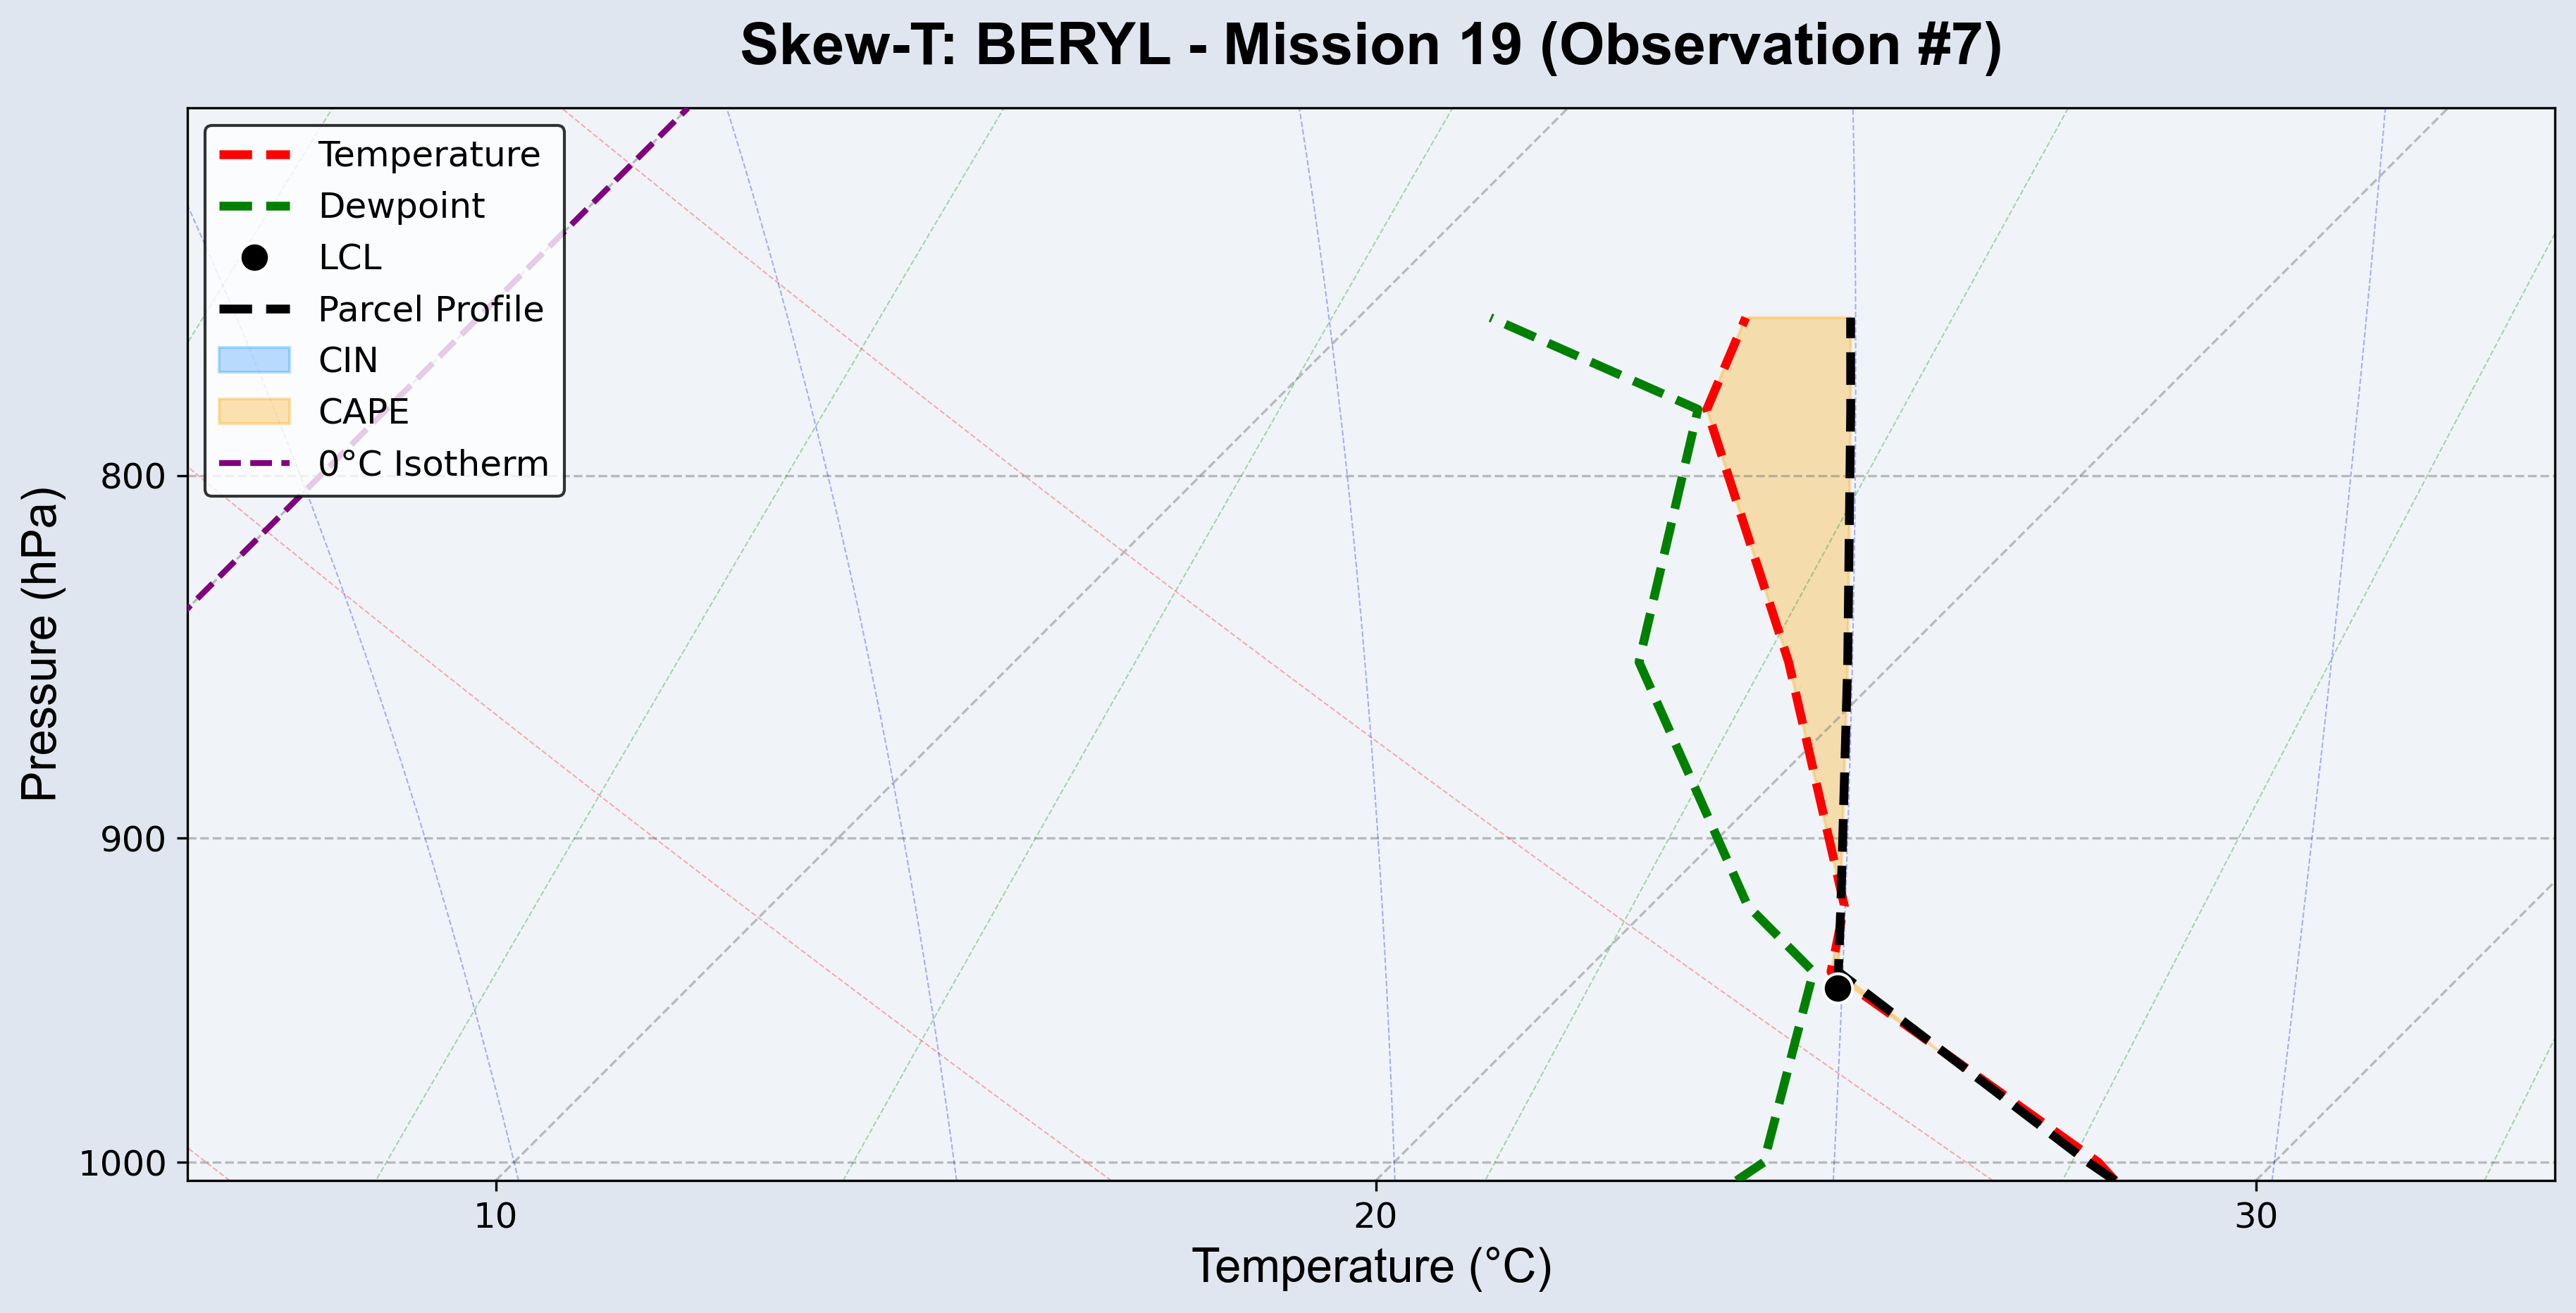 Skew-T: BERYL - Mission 19 (Observation #7)
Temperature
Dewpoint
LCL
Parcel Profile
CIN
CAPE
0°C Isotherm
Pressure (hPa)
800
900
1000
10
20
30
Temperature (°C)